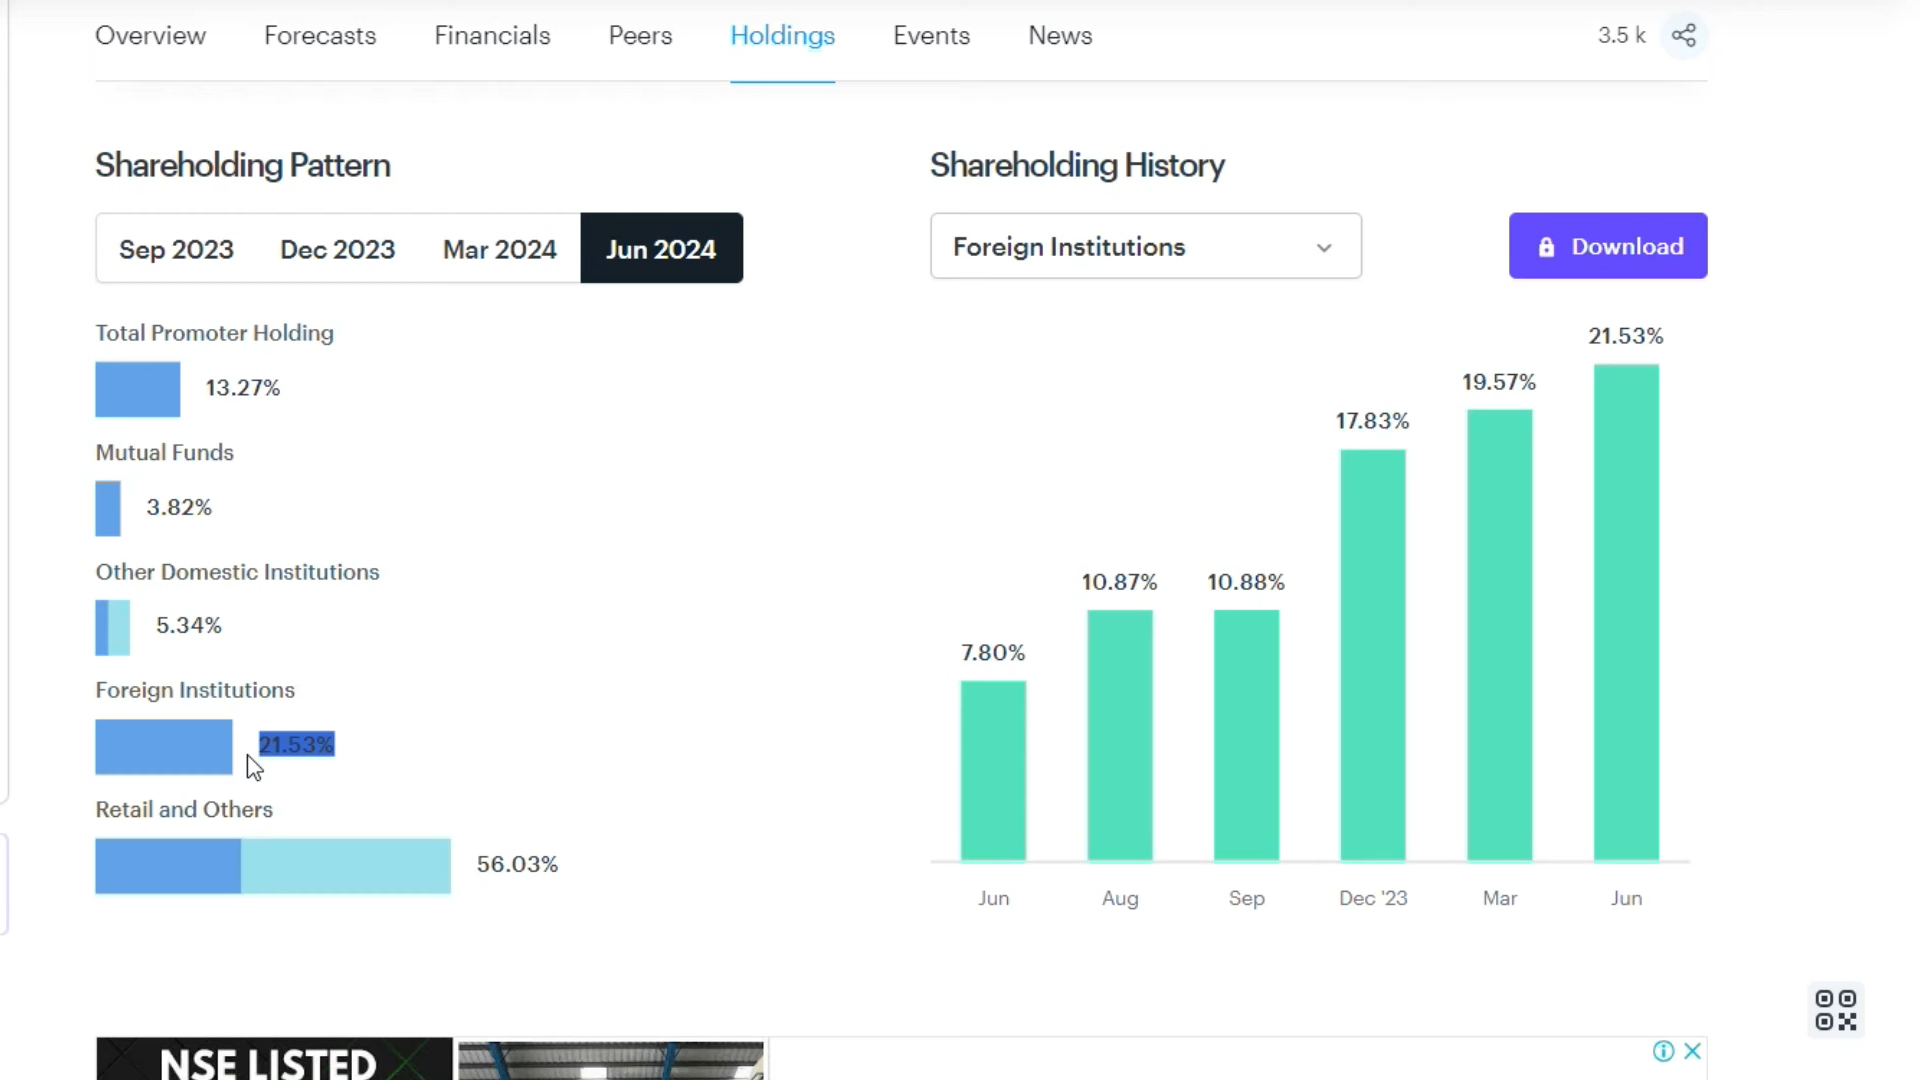 Overview Forecasts Financials Peers Holdings Events News 3.5 k
Shareholding Pattern
Sep 2023 Dec 2023 Mar 2024 Jun 2024
Total Promoter Holding
13.27%
Mutual Funds
3.82%
Other Domestic Institutions
5.34%
Foreign Institutions
21.53%
Retail and Others
56.03%
Shareholding History
Foreign Institutions
Download
7.80%
10.87%
10.88%
17.83%
19.57%
21.53%
Jun Aug Sep Dec '23 Mar Jun
NSE LISTED